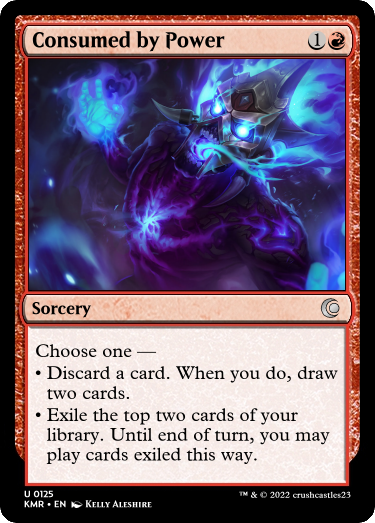 Consumed by Power 1
Sorcery
Choose one —
• Discard a card. When you do, draw
two cards.
• Exile the top two cards of your
library. Until end of turn, you may
play cards exiled this way.
U 0125
KMR • EN Kelly Aleshire
™ & © 2022 crushcastles23